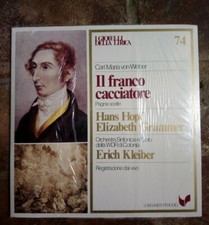 I GIOIELLI
DELLA LIRICA
74
Carl Maria von Weber
Il franco
cacciatore
Pagine scelte
Hans Hopf
Elizabeth Grümmer
Orchestra Sinfonica e Coro
della WDR di Colonia
Erich Kleiber
Registrazione dal vivo